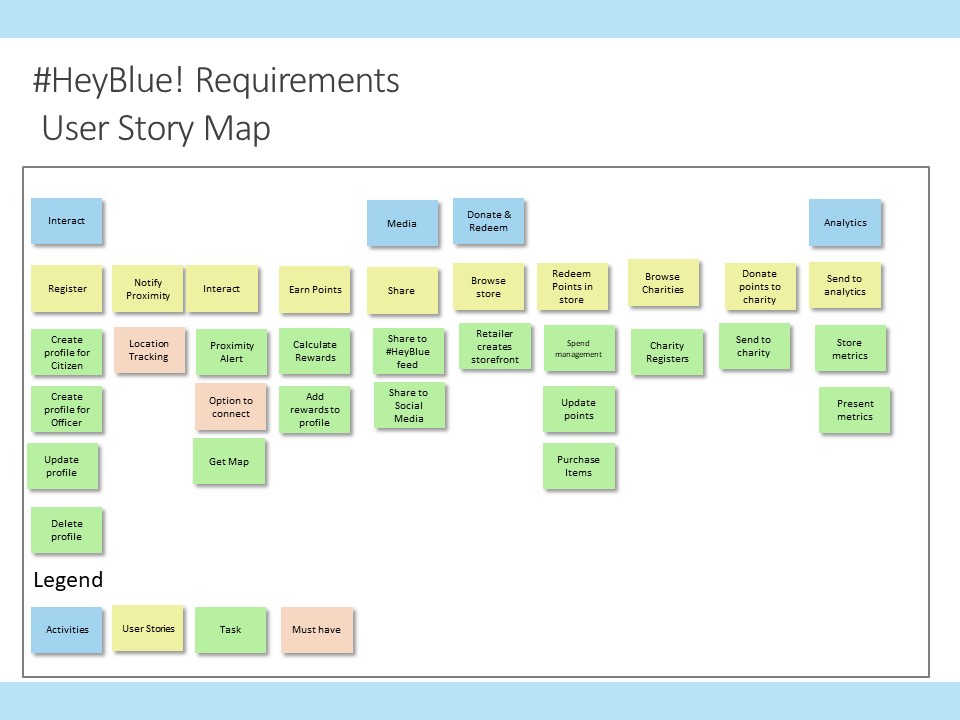 #HeyBlue! Requirements
User Story Map
Interact
Media
Donate &
Redeem
Analytics
Register
Notify
Proximity
Interact
Earn Points
Share
Browse
store
Redeem
Points in
store
Browse
Charities
Donate
points to
charity
Send to
analytics
Create
profile for
Citizen
Location
Tracking
Proximity
Alert
Calculate
Rewards
Share to
#HeyBlue
feed
Retailer
creates
storefront
Spend
management
Charity
Registers
Send to
charity
Store
metrics
Create
profile for
Officer
Option to
connect
Add
rewards to
profile
Share to
Social
Media
Update
points
Present
metrics
Update
profile
Get Map
Purchase
Items
Delete
profile
Legend
Activities
User Stories
Task
Must have